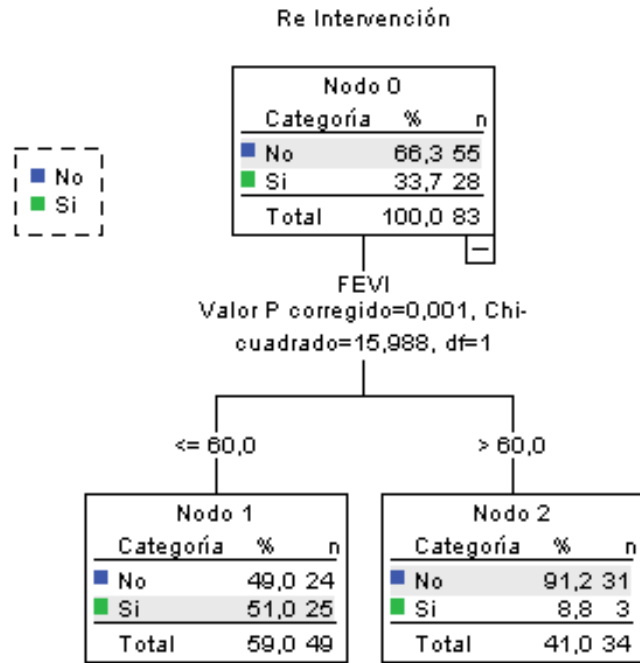 Re Intervención
Nodo 0
Categoría % n
No 66,3 55
Si 33,7 28
Total 100,0 83
No
Si
FEVI
Valor P corregido=0,001, Chi-
cuadrado=15,988, df=1
<= 60,0
> 60,0
Nodo 1
Categoría % n
No 49,0 24
Si 51,0 25
Total 59,0 49
Nodo 2
Categoría % n
No 91,2 31
Si 8,8 3
Total 41,0 34